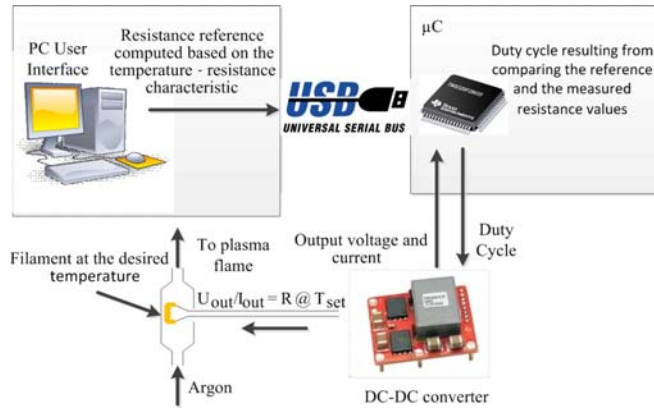 PC User
Interface
Resistance reference
computed based on the
temperature - resistance
characteristic
USB
UNIVERSAL SERIAL BUS
µC
Duty cycle resulting from
comparing the reference
and the measured
resistance values
TEXAS
INSTRUMENTS
To plasma
flame
Output voltage and
current
Duty
Cycle
Filament at the desired
temperature
Uout/Iout = R @ Tset
Argon
DC-DC converter